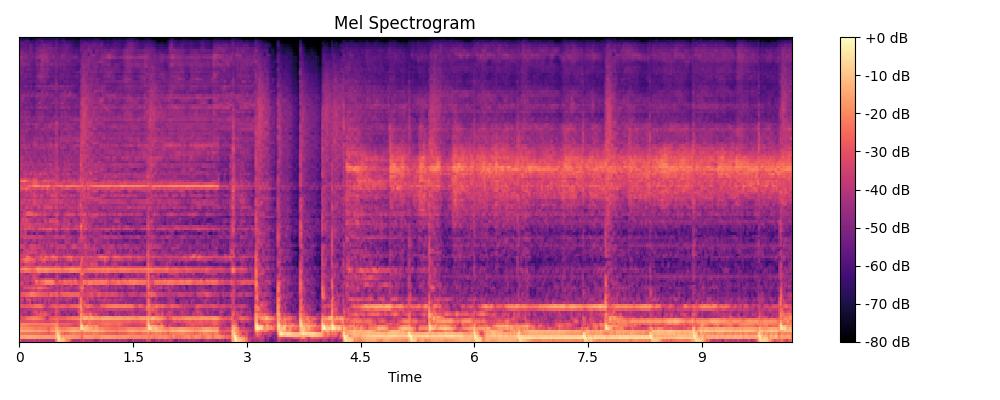 Mel Spectrogram
+0 dB
-10 dB
-20 dB
-30 dB
-40 dB
-50 dB
-60 dB
-70 dB
-80 dB
0 1.5 3 4.5 6 7.5 9
Time